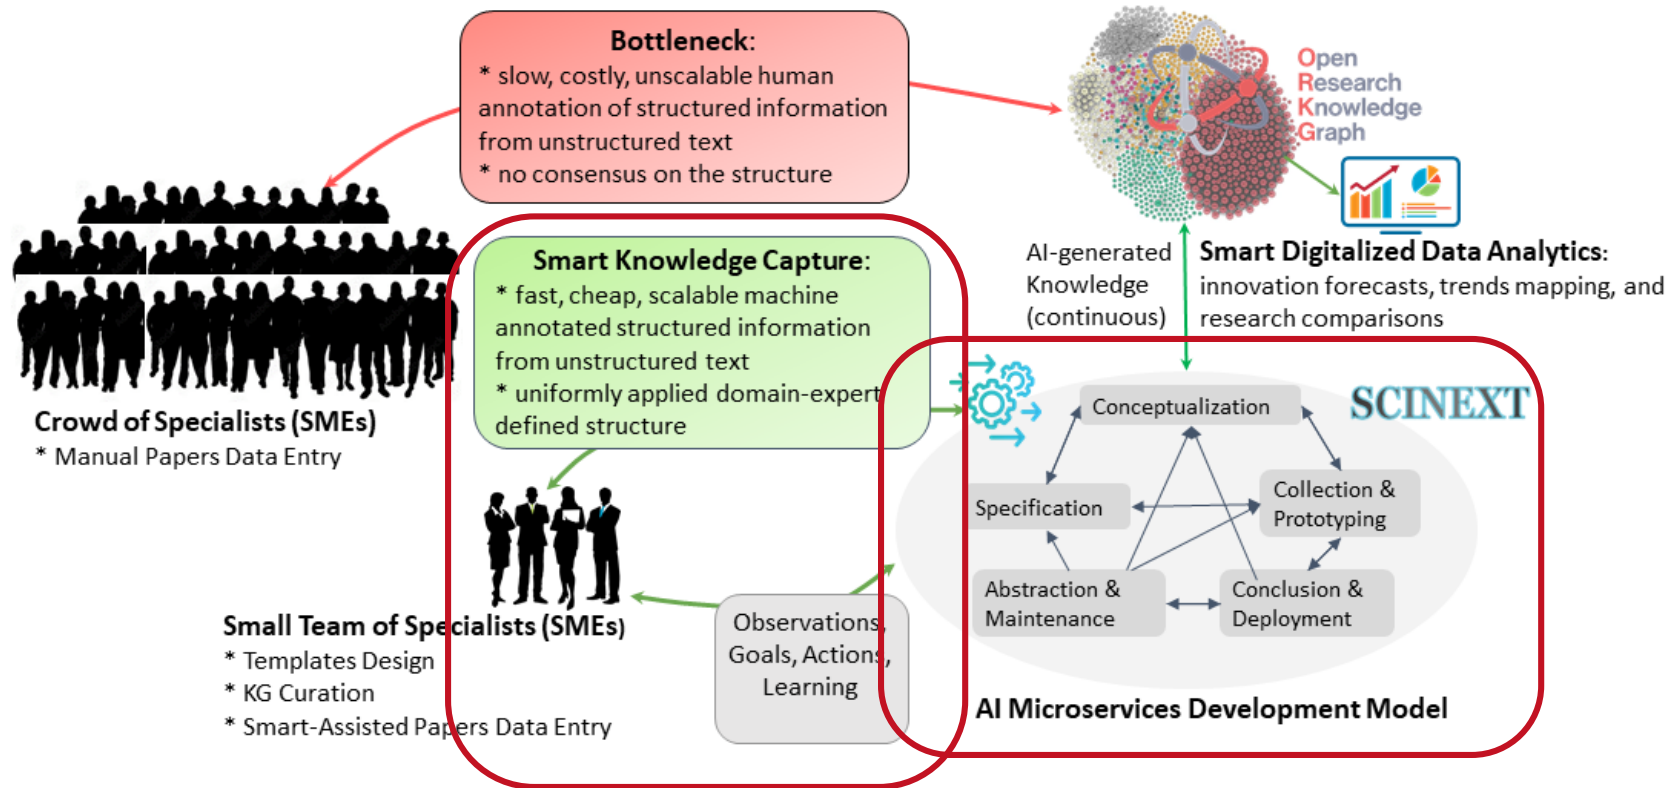 Bottleneck:
* slow, costly, unscalable human
annotation of structured information
from unstructured text
* no consensus on the structure
Open
Research
Knowledge
Graph
Smart Knowledge Capture:
* fast, cheap, scalable machine
annotated structured information
from unstructured text
* uniformly applied domain-expert
defined structure
AI-generated
Knowledge
(continuous)
Smart Digitalized Data Analytics:
innovation forecasts, trends mapping, and
research comparisons
Crowd of Specialists (SMEs)
* Manual Papers Data Entry
SCINEXT
Conceptualization
Specification
Collection &
Prototyping
Abstraction &
Maintenance
Conclusion &
Deployment
AI Microservices Development Model
Observations,
Goals, Actions,
Learning
Small Team of Specialists (SMEs)
* Templates Design
* KG Curation
* Smart-Assisted Papers Data Entry